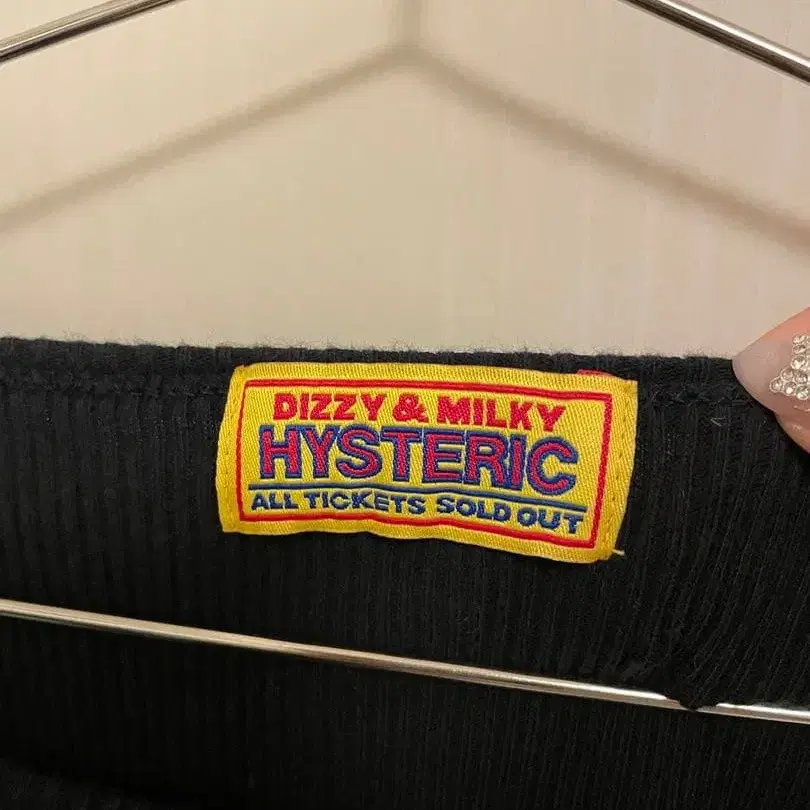 DIZZY & MILKY
HYSTERIC
ALL TICKETS SOLD OUT